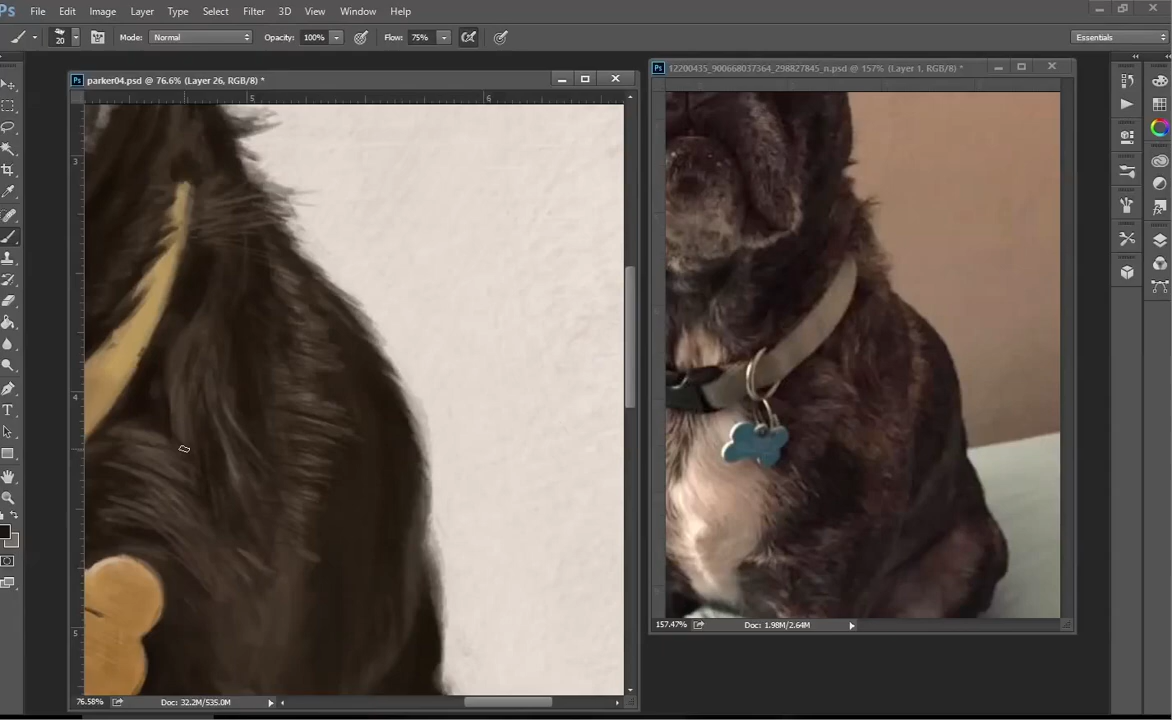 Ps File Edit Image Layer Type Select Filter 3D View Window Help
20 Mode: Normal Opacity: 100% Flow: 75% Essentials
Ps parker04.psd @ 76.6% (Layer 26, RGB/8) *
Ps 12200435_900668037364_298827845_n.psd @ 157% (Layer 1, RGB/8) *
5 6
3
4
5
T
157.47% Doc: 1.98M/2.64M
76.58% Doc: 32.2M/535.0M